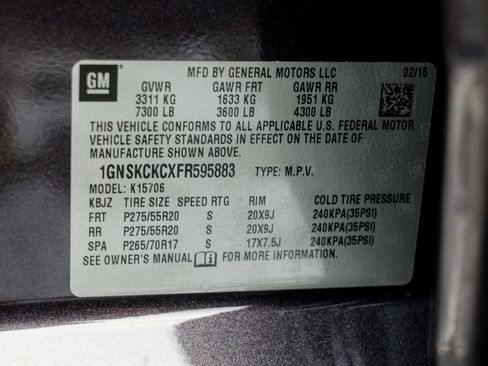 GM
MFD BY GENERAL MOTORS LLC 02/15
GVWR GAWR FRT GAWR RR
3311 KG 1633 KG 1951 KG
7300 LB 3600 LB 4300 LB
THIS VEHICLE CONFORMS TO ALL APPLICABLE U.S. FEDERAL MOTOR
VEHICLE SAFETY STANDARDS IN EFFECT ON THE DATE OF
MANUFACTURE SHOWN ABOVE.
1GNSKCKCXFR595883 TYPE: M.P.V.
MODEL: K15706
KBJZ TIRE SIZE SPEED RTG RIM COLD TIRE PRESSURE
FRT P275/55R20 S 20X9J 240KPA(35PSI)
RR P275/55R20 S 20X9J 240KPA(35PSI)
SPA P265/70R17 S 17X7.5J 240KPA(35PSI)
SEE OWNER'S MANUAL FOR MORE INFORMATION.